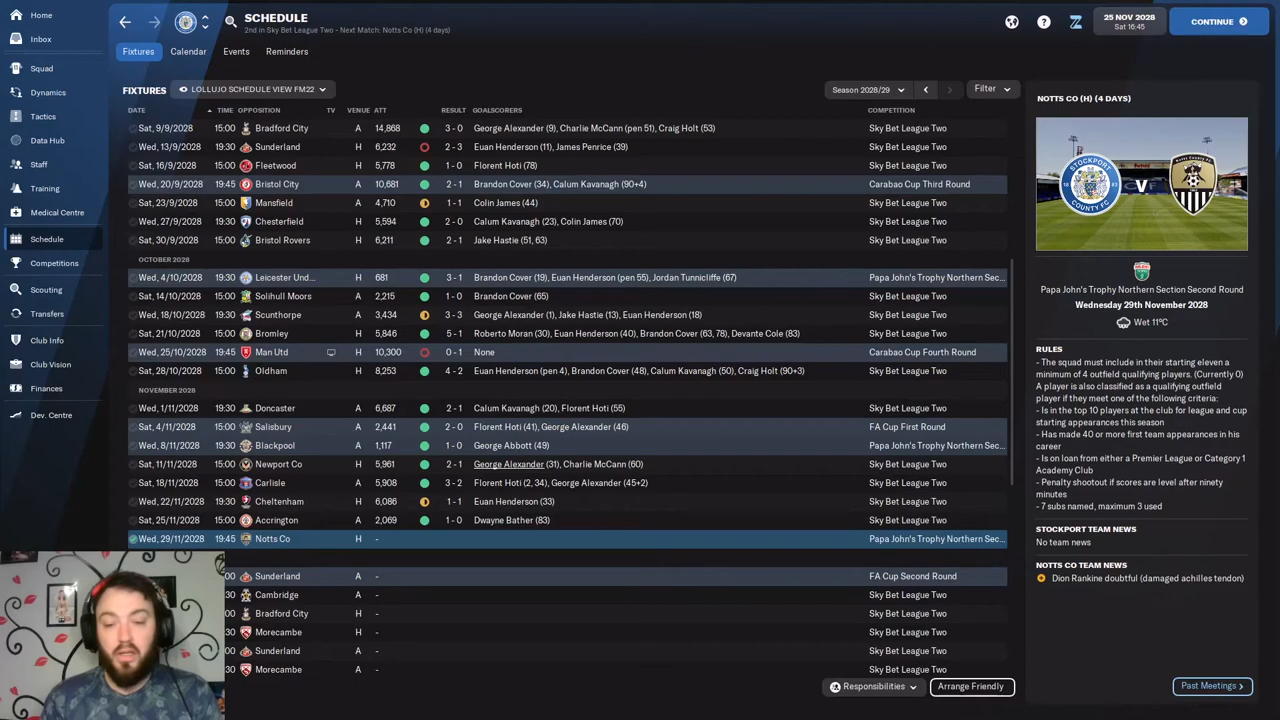 Home
Inbox
Squad
Dynamics
Tactics
Data Hub
Staff
Training
Medical Centre
Schedule
Competitions
Scouting
Transfers
Club Info
Club Vision
Finances
Dev. Centre
SCHEDULE
2nd in Sky Bet League Two - Next Match: Notts Co (H) (4 days)
25 NOV 2028
Sat 16:45
CONTINUE
Fixtures Calendar Events Reminders
FIXTURES LOLLUJO SCHEDULE VIEW FM22 Season 2028/29 Filter
DATE TIME OPPOSITION TV VENUE ATT RESULT GOALSCORERS COMPETITION
Sat, 9/9/2028 15:00 Bradford City A 14,868 3 - 0 George Alexander (9), Charlie McCann (pen 51), Craig Holt (53) Sky Bet League Two
Wed, 13/9/2028 19:30 Sunderland H 6,232 2 - 3 Euan Henderson (11), James Penrice (39) Sky Bet League Two
Sat, 16/9/2028 15:00 Fleetwood H 5,778 1 - 0 Florent Hoti (78) Sky Bet League Two
Wed, 20/9/2028 19:45 Bristol City A 10,681 2 - 1 Brandon Cover (34), Calum Kavanagh (90+4) Carabao Cup Third Round
Sat, 23/9/2028 15:00 Mansfield A 4,710 1 - 1 Colin James (44) Sky Bet League Two
Wed, 27/9/2028 19:30 Chesterfield H 5,594 2 - 0 Calum Kavanagh (23), Colin James (70) Sky Bet League Two
Sat, 30/9/2028 15:00 Bristol Rovers H 6,211 2 - 1 Jake Hastie (51, 63) Sky Bet League Two
OCTOBER 2028
Wed, 4/10/2028 19:30 Leicester Und... H 681 3 - 1 Brandon Cover (19), Euan Henderson (pen 55), Jordan Tunnicliffe (67) Papa John's Trophy Northern Sec...
Sat, 14/10/2028 15:00 Solihull Moors A 2,215 1 - 0 Brandon Cover (65) Sky Bet League Two
Wed, 18/10/2028 19:30 Scunthorpe A 3,434 3 - 3 George Alexander (1), Jake Hastie (13), Euan Henderson (18) Sky Bet League Two
Sat, 21/10/2028 15:00 Bromley H 5,846 5 - 1 Roberto Moran (30), Euan Henderson (40), Brandon Cover (63, 78), Devante Cole (83) Sky Bet League Two
Wed, 25/10/2028 19:45 Man Utd H 10,300 0 - 1 None Carabao Cup Fourth Round
Sat, 28/10/2028 15:00 Oldham H 8,253 4 - 2 Euan Henderson (pen 4), Brandon Cover (48), Calum Kavanagh (50), Craig Holt (90+3) Sky Bet League Two
NOVEMBER 2028
Wed, 1/11/2028 19:30 Doncaster A 6,687 2 - 1 Calum Kavanagh (20), Florent Hoti (55) Sky Bet League Two
Sat, 4/11/2028 15:00 Salisbury A 2,441 2 - 0 Florent Hoti (41), George Alexander (46) FA Cup First Round
Wed, 8/11/2028 19:30 Blackpool A 1,117 1 - 0 George Abbott (49) Papa John's Trophy Northern Sec...
Sat, 11/11/2028 15:00 Newport Co H 5,961 2 - 1 George Alexander (31), Charlie McCann (60) Sky Bet League Two
Sat, 18/11/2028 15:00 Carlisle A 5,908 3 - 2 Florent Hoti (2, 34), George Alexander (45+2) Sky Bet League Two
Wed, 22/11/2028 19:30 Cheltenham H 6,086 1 - 1 Euan Henderson (33) Sky Bet League Two
Sat, 25/11/2028 15:00 Accrington A 2,069 1 - 0 Dwayne Bather (83) Sky Bet League Two
Wed, 29/11/2028 19:45 Notts Co H - Papa John's Trophy Northern Sec...
:00 Sunderland A - FA Cup Second Round
:00 Cambridge A - Sky Bet League Two
:00 Bradford City H - Sky Bet League Two
:30 Morecambe H - Sky Bet League Two
:00 Sunderland A - Sky Bet League Two
:30 Morecambe A - Sky Bet League Two
Responsibilities Arrange Friendly
NOTTS CO (H) (4 DAYS)
STOCKPORT
18 83
COUNTY FC
V
Papa John's Trophy Northern Section Second Round
Wednesday 29th November 2028
Wet 11°C
RULES
- The squad must include in their starting eleven a
minimum of 4 outfield qualifying players. (Currently 0)
A player is also classified as a qualifying outfield
player if they meet one of the following criteria:
- Is in the top 10 players at the club for league and cup
starting appearances this season
- Has made 40 or more first team appearances in his
career
- Is on loan from either a Premier League or Category 1
Academy Club
- Penalty shootout if scores are level after ninety
minutes
- 7 subs named, maximum 3 used
STOCKPORT TEAM NEWS
No team news
NOTTS CO TEAM NEWS
Dion Rankine doubtful (damaged achilles tendon)
Past Meetings